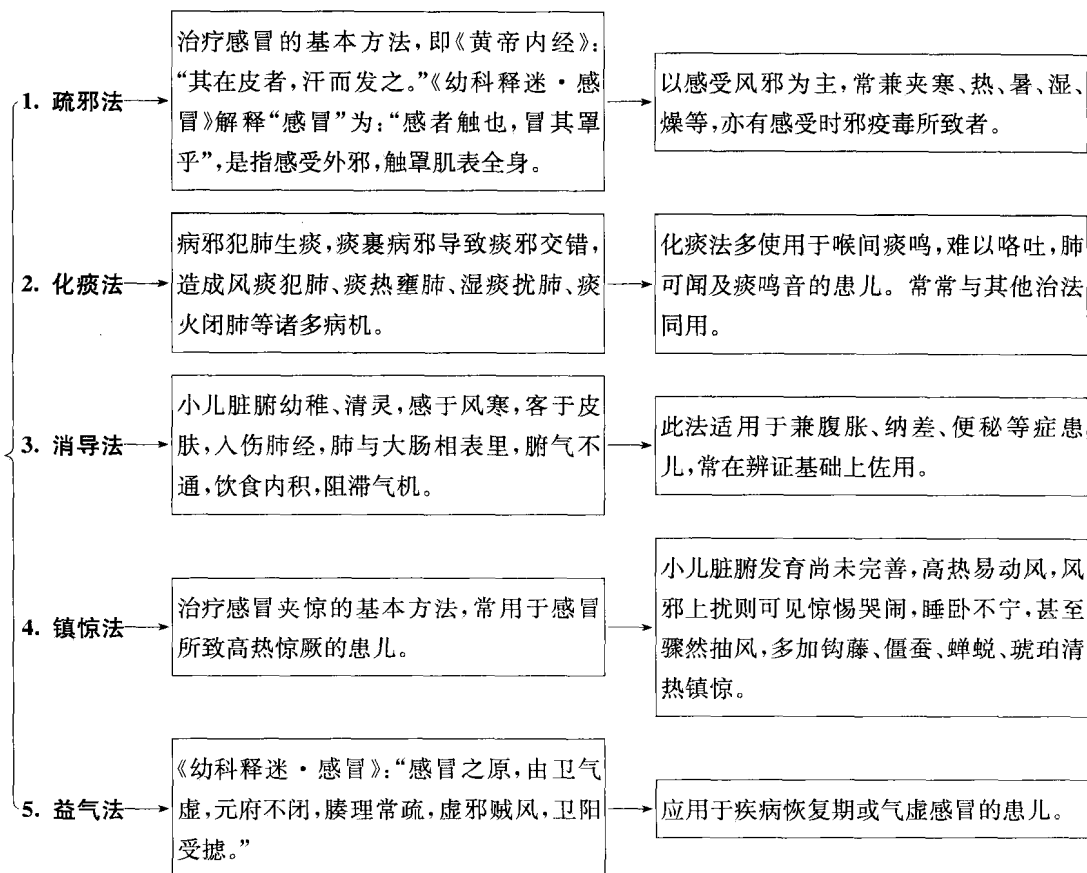 1. 疏邪法
治疗感冒的基本方法,即《黄帝内经》:
“其在皮者,汗而发之。”《幼科释迷·感
冒》解释“感冒”为:“感者触也,冒其罩
乎”,是指感受外邪,触罩肌表全身。
以感受风邪为主,常兼夹寒、热、暑、湿、
燥等,亦有感受时邪疫毒所致者。
2. 化痰法
病邪犯肺生痰,痰裹病邪导致痰邪交错,
造成风痰犯肺、痰热壅肺、湿痰扰肺、痰
火闭肺等诸多病机。
化痰法多使用于喉间痰鸣,难以咯吐,肺
可闻及痰鸣音的患儿。常常与其他治法
同用。
3. 消导法
小儿脏腑幼稚、清灵,感于风寒,客于皮
肤,入伤肺经,肺与大肠相表里,腑气不
通,饮食内积,阻滞气机。
此法适用于兼腹胀、纳差、便秘等症患
儿,常在辨证基础上佐用。
4. 镇惊法
治疗感冒夹惊的基本方法,常用于感冒
所致高热惊厥的患儿。
小儿脏腑发育尚未完善,高热易动风,风
邪上扰则可见惊惕哭闹,睡卧不宁,甚至
骤然抽风,多加钩藤、僵蚕、蝉蜕、琥珀清
热镇惊。
5. 益气法
《幼科释迷·感冒》:“感冒之原,由卫气
虚,元府不闭,腠理常疏,虚邪贼风,卫阳
受摅。”
应用于疾病恢复期或气虚感冒的患儿。